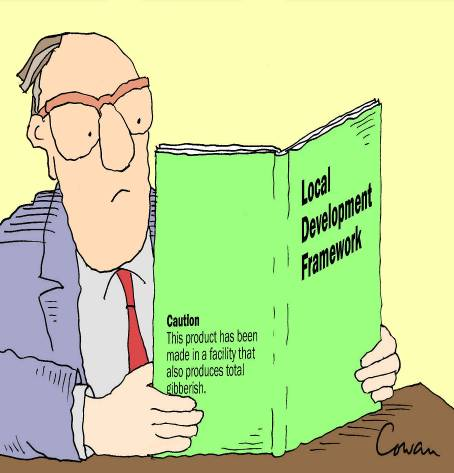 Local
Development
Framework
Caution
This product has been
made in a facility that
also produces total
gibberish.
Cowan